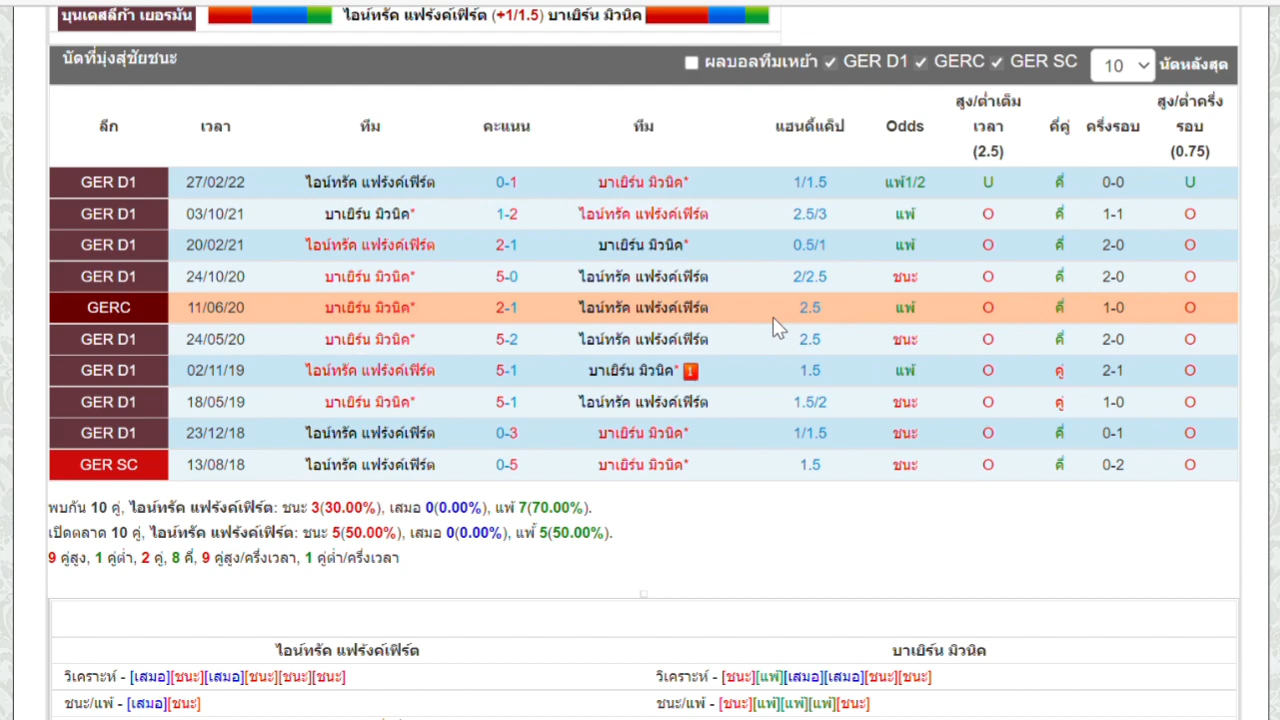 บุนเดสลีก้า เยอรมัน ไอน์ทรัค แฟร้งค์เฟิร์ต (+1/1.5) บาเยิร์น มิวนิค
นัดที่มุ่งสู่ชัยชนะ ผลบอลทีมเหย้า GER D1 GERC GER SC 10 นัดหลังสุด
ลีก เวลา ทีม คะแนน ทีม แฮนดี้แค็ป Odds สูง/ต่ำเต็มเวลา (2.5) คี่คู่ ครึ่งรอบ สูง/ต่ำครึ่งรอบ (0.75)
GER D1 27/02/22 ไอน์ทรัค แฟรังค์เฟิร์ต 0-1 บาเยิร์น มิวนิค* 1/1.5 แพ้1/2 U คี่ 0-0 U
GER D1 03/10/21 บาเยิร์น มิวนิค* 1-2 ไอน์ทรัค แฟรังค์เฟิร์ต 2.5/3 แพ้ O คี่ 1-1 O
GER D1 20/02/21 ไอน์ทรัค แฟรังค์เฟิร์ต 2-1 บาเยิร์น มิวนิค* 0.5/1 แพ้ O คี่ 2-0 O
GER D1 24/10/20 บาเยิร์น มิวนิค* 5-0 ไอน์ทรัค แฟรังค์เฟิร์ต 2/2.5 ชนะ O คี่ 2-0 O
GERC 11/06/20 บาเยิร์น มิวนิค* 2-1 ไอน์ทรัค แฟรังค์เฟิร์ต 2.5 แพ้ O คี่ 1-0 O
GER D1 24/05/20 บาเยิร์น มิวนิค* 5-2 ไอน์ทรัค แฟรังค์เฟิร์ต 2.5 ชนะ O คี่ 2-0 O
GER D1 02/11/19 ไอน์ทรัค แฟรังค์เฟิร์ต 5-1 บาเยิร์น มิวนิค* 1 1.5 แพ้ O คู่ 2-1 O
GER D1 18/05/19 บาเยิร์น มิวนิค* 5-1 ไอน์ทรัค แฟรังค์เฟิร์ต 1.5/2 ชนะ O คู่ 1-0 O
GER D1 23/12/18 ไอน์ทรัค แฟรังค์เฟิร์ต 0-3 บาเยิร์น มิวนิค* 1/1.5 ชนะ O คี่ 0-1 O
GER SC 13/08/18 ไอน์ทรัค แฟรังค์เฟิร์ต 0-5 บาเยิร์น มิวนิค* 1.5 ชนะ O คี่ 0-2 O
พบกัน 10 คู่, ไอน์ทรัค แฟรังค์เฟิร์ต: ชนะ 3(30.00%), เสมอ 0(0.00%), แพ้ 7(70.00%).
เปิดตลาด 10 คู่, ไอน์ทรัค แฟรังค์เฟิร์ต: ชนะ 5(50.00%), เสมอ 0(0.00%), แพ้ 5(50.00%).
9 คู่สูง, 1 คู่ต่ำ, 2 คู่, 8 คี่, 9 คู่สูง/ครึ่งเวลา, 1 คู่ต่ำ/ครึ่งเวลา
ไอน์ทรัค แฟรังค์เฟิร์ต บาเยิร์น มิวนิค
วิเคราะห์ - [เสมอ][ชนะ][เสมอ][ชนะ][ชนะ][ชนะ] วิเคราะห์ - [ชนะ][แพ้][เสมอ][เสมอ][ชนะ][ชนะ]
ชนะ/แพ้ - [เสมอ][ชนะ] ชนะ/แพ้ - [ชนะ][แพ้][แพ้][แพ้][ชนะ]